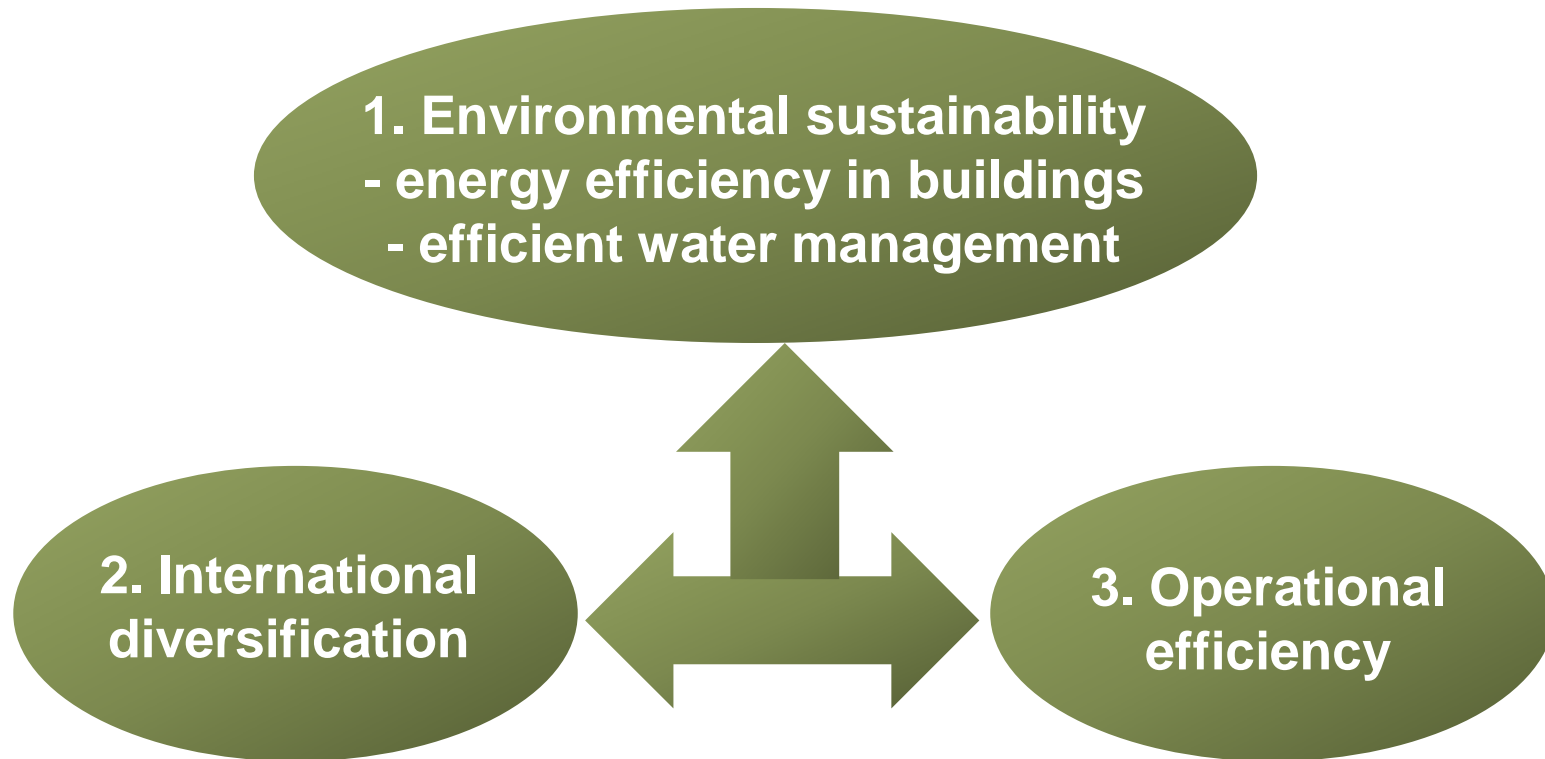 1. Environmental sustainability
- energy efficiency in buildings
- efficient water management
2. International
diversification
3. Operational
efficiency